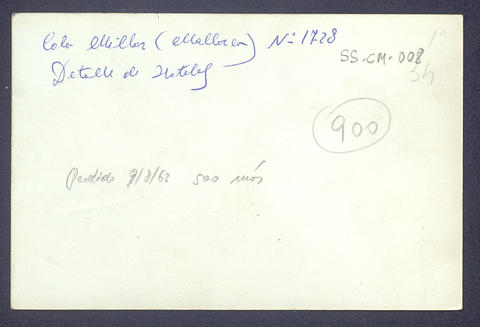 Cala Millor (Mallorca) Nº 1728
SS-CM-008
Detalle de Hoteles
900
Pedido 9/8/62 500 más